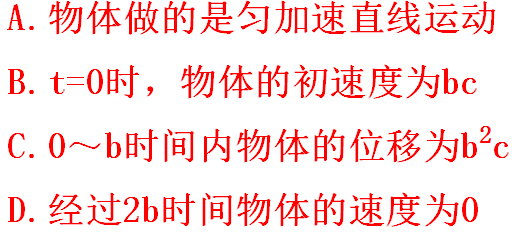 A. 物体做的是匀加速直线运动
B. t=0时，物体的初速度为bc
C. 0～b时间内物体的位移为b²c
D. 经过2b时间物体的速度为0